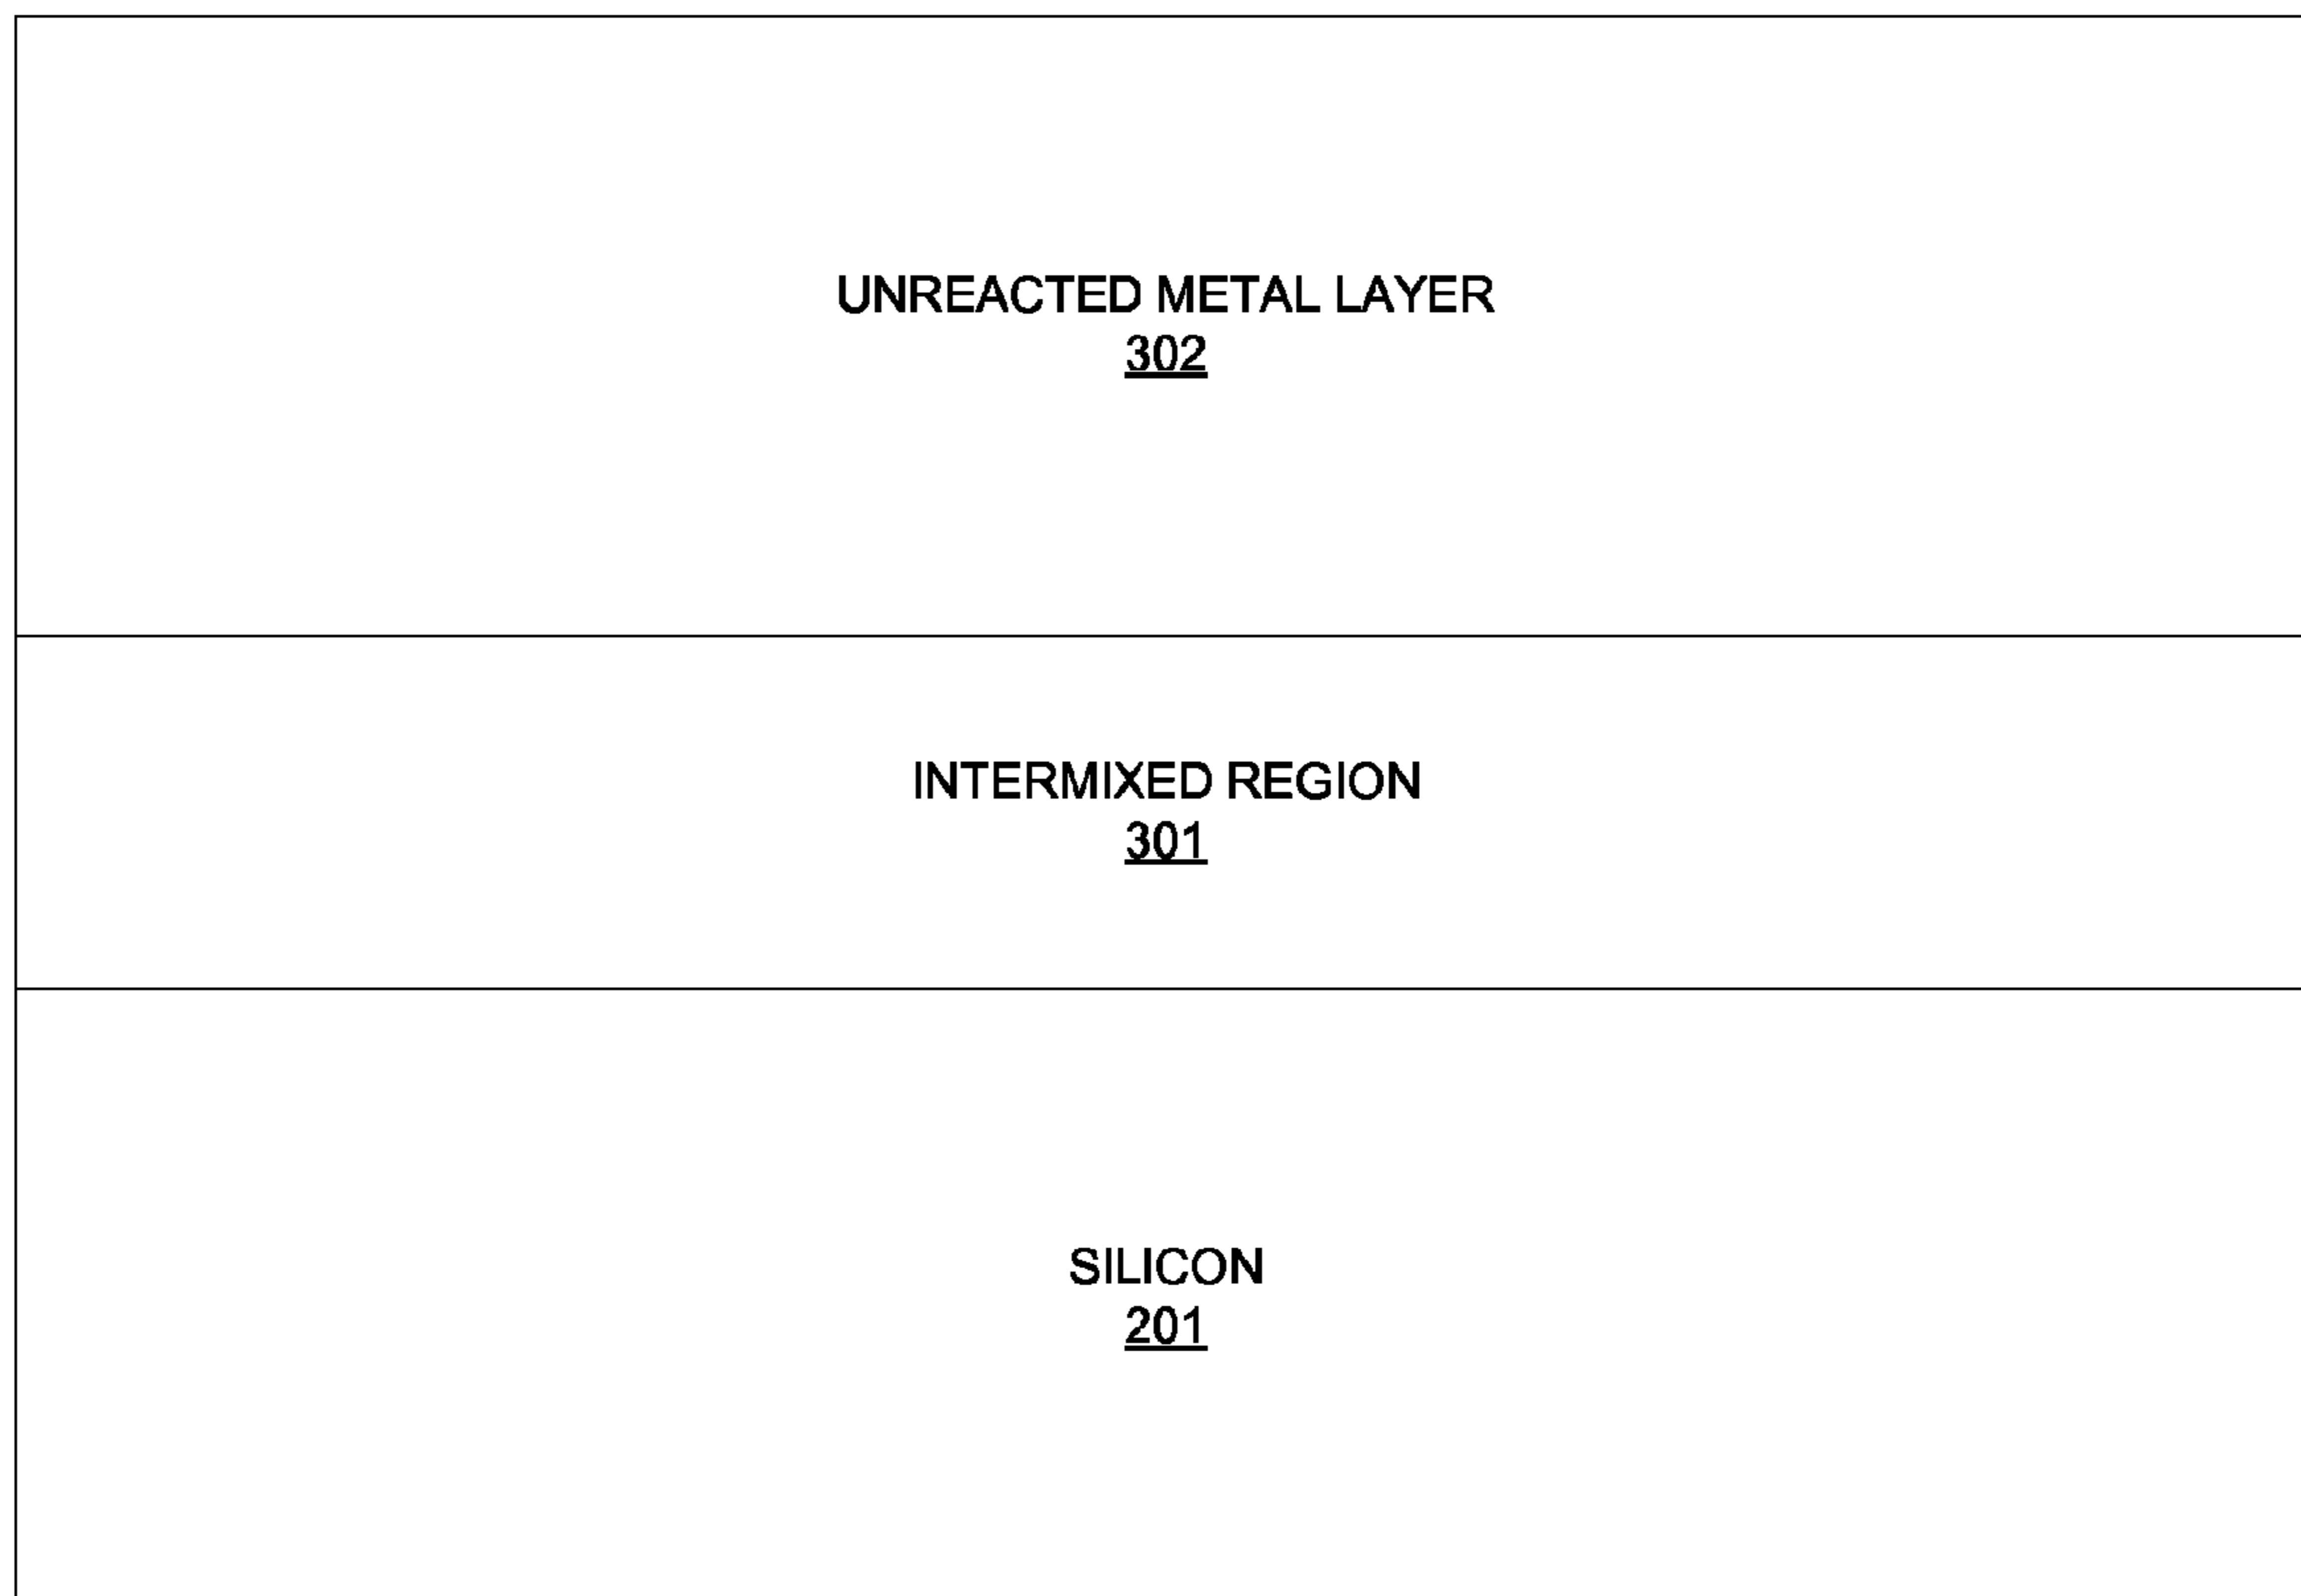 UNREACTED METAL LAYER
302
INTERMIXED REGION
301
SILICON
201